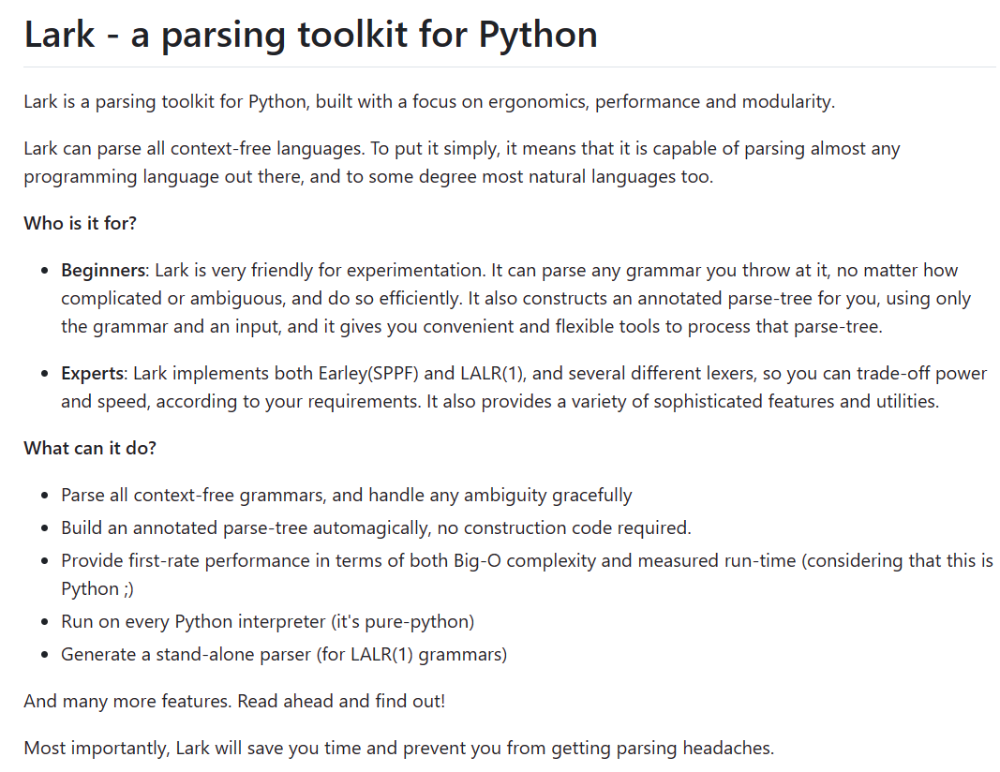 Lark - a parsing toolkit for Python
Lark is a parsing toolkit for Python, built with a focus on ergonomics, performance and modularity.
Lark can parse all context-free languages. To put it simply, it means that it is capable of parsing almost any
programming language out there, and to some degree most natural languages too.
Who is it for?
• Beginners: Lark is very friendly for experimentation. It can parse any grammar you throw at it, no matter how
complicated or ambiguous, and do so efficiently. It also constructs an annotated parse-tree for you, using only
the grammar and an input, and it gives you convenient and flexible tools to process that parse-tree.
• Experts: Lark implements both Earley(SPPF) and LALR(1), and several different lexers, so you can trade-off power
and speed, according to your requirements. It also provides a variety of sophisticated features and utilities.
What can it do?
• Parse all context-free grammars, and handle any ambiguity gracefully
• Build an annotated parse-tree automagically, no construction code required.
• Provide first-rate performance in terms of both Big-O complexity and measured run-time (considering that this is
Python ;)
• Run on every Python interpreter (it's pure-python)
• Generate a stand-alone parser (for LALR(1) grammars)
And many more features. Read ahead and find out!
Most importantly, Lark will save you time and prevent you from getting parsing headaches.